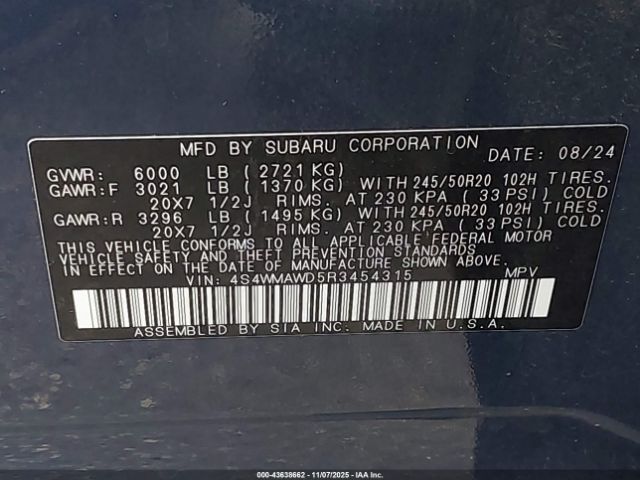 MFD BY SUBARU CORPORATION
DATE: 08/24
GVWR: 6000 LB ( 2721 KG)
GAWR:F 3021 LB ( 1370 KG) WITH 245/50R20 102H TIRES.
20X7 1/2J RIMS. AT 230 KPA ( 33 PSI) COLD
GAWR:R 3296 LB ( 1495 KG) WITH 245/50R20 102H TIRES.
20X7 1/2J RIMS. AT 230 KPA ( 33 PSI) COLD
THIS VEHICLE CONFORMS TO ALL APPLICABLE FEDERAL MOTOR
VEHICLE SAFETY AND THEFT PREVENTION STANDARDS
IN EFFECT ON THE DATE OF MANUFACTURE SHOWN ABOVE.
VIN: 4S4WMAWD5R3454315 MPV
ASSEMBLED BY SIA INC. MADE IN U.S.A.
000-43638662 - 11/07/2025 - IAAI.com